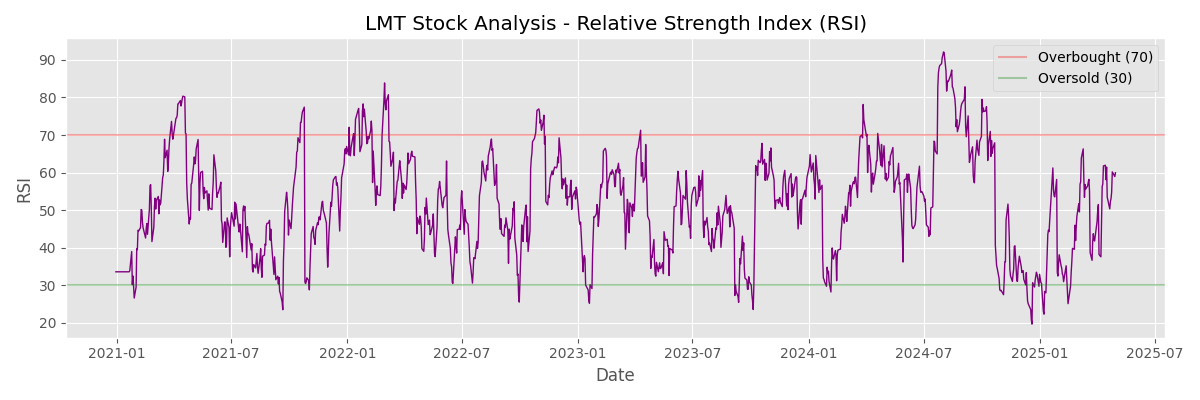 LMT Stock Analysis - Relative Strength Index (RSI)
Overbought (70)
Oversold (30)
RSI
90
80
70
60
50
40
30
20
2021-01 2021-07 2022-01 2022-07 2023-01 2023-07 2024-01 2024-07 2025-01 2025-07
Date